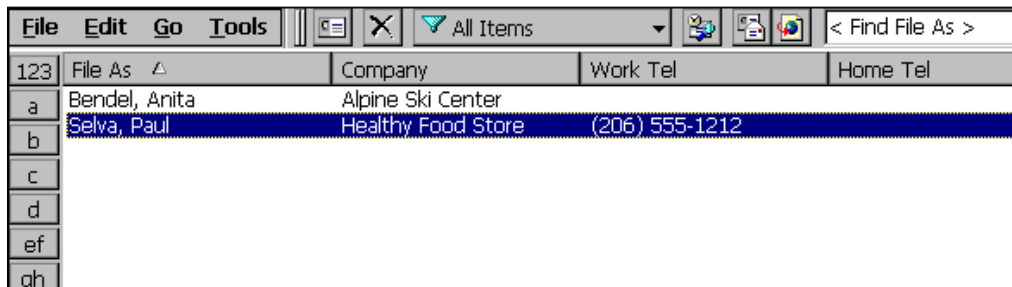 File Edit Go Tools All Items < Find File As >
123 File As Company Work Tel Home Tel
a Bendel, Anita Alpine Ski Center
b Selva, Paul Healthy Food Store (206) 555-1212
c
d
ef
gh